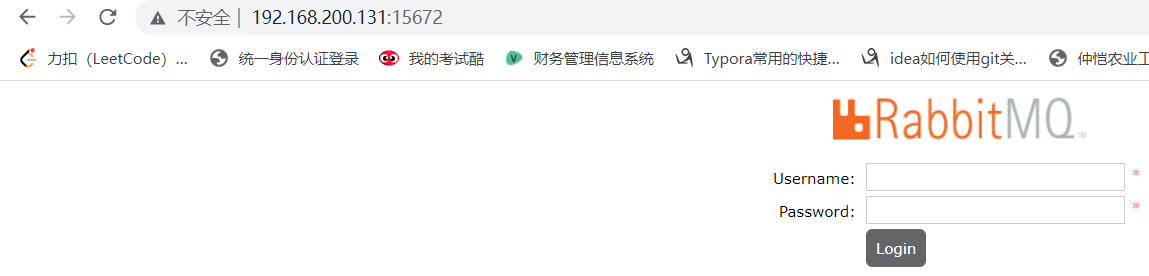 不安全 | 192.168.200.131:15672
力扣（LeetCode）... 统一身份认证登录 我的考试酷 V 财务管理信息系统 Typora常用的快捷... idea如何使用git关... 仲恺农业工
RabbitMQ TM
Username: *
Password: *
Login